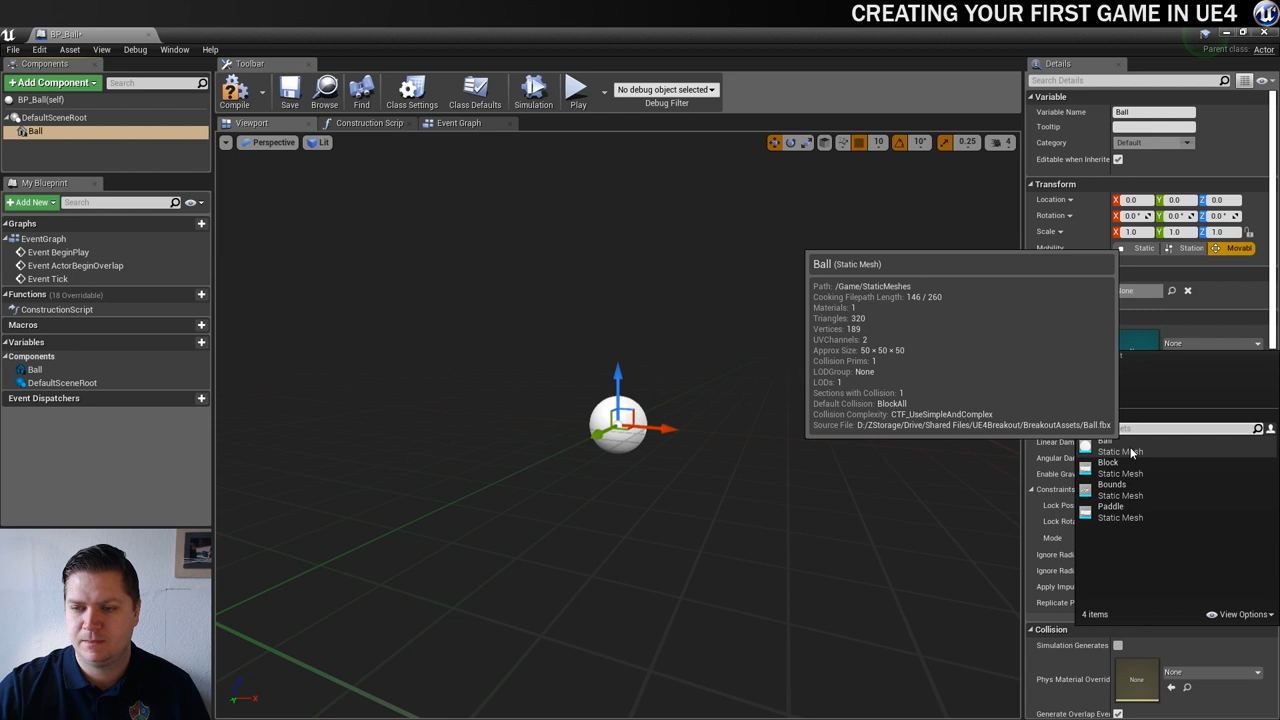 CREATING YOUR FIRST GAME IN UE4
BP_Ball*
Parent class: Actor
File Edit Asset View Window Debug Help
Components
+Add Component
Search
BP_Ball(self)
DefaultSceneRoot
Ball
My Blueprint
+Add New
Search
Graphs
EventGraph
Event BeginPlay
Event ActorBeginOverlap
Event Tick
Functions (18 Overridable)
ConstructionScript
Macros
Variables
Components
Ball
DefaultSceneRoot
Event Dispatchers
Toolbar
Compile
Save
Browse
Find
Class Settings
Class Defaults
Simulation
Play
No debug object selected
Debug Filter
Viewport
Construction Scrip
Event Graph
Perspective
Lit
10
10°
0.25
4
Ball (Static Mesh)
Path: /Game/StaticMeshes
Cooking Filepath Length: 146 / 260
Materials: 1
Triangles: 320
Vertices: 189
UVChannels: 2
Approx Size: 50 × 50 × 50
Collision Prims: 1
LODGroup: None
LODs: 1
Sections with Collision: 1
Default Collision: BlockAll
Collision Complexity: CTF_UseSimpleAndComplex
Source File: D:/ZStorage/Drive/Shared Files/UE4Breakout/BreakoutAssets/Ball.fbx
Details
Search Details
Variable
Variable Name Ball
Tooltip
Category Default
Editable when Inherite
Transform
Location X 0.0 Y 0.0 Z 0.0
Rotation X 0.0° Y 0.0° Z 0.0°
Scale X 1.0 Y 1.0 Z 1.0
Mobility Static Station Movabl
None
None
Ball
Static Mesh
Block
Static Mesh
Bounds
Static Mesh
Paddle
Static Mesh
4 items
View Options
Linear Dam
Angular Dam
Enable Grav
Constraints
Lock Pos
Lock Rota
Mode
Ignore Radi
Ignore Radi
Apply Impu
Replicate P
Collision
Simulation Generates
Phys Material Overrid
None
None
Generate Overlap Eve